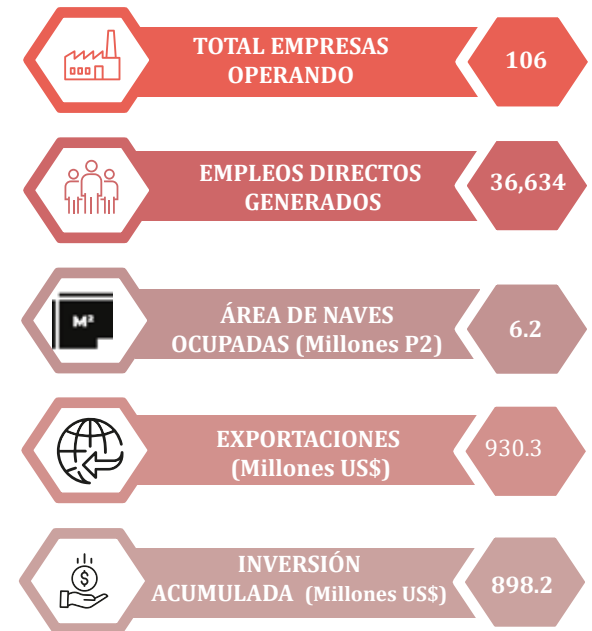 TOTAL EMPRESAS
OPERANDO
106
EMPLEOS DIRECTOS
GENERADOS
36,634
M²
ÁREA DE NAVES
OCUPADAS (Millones P2)
6.2
EXPORTACIONES
(Millones US$)
930.3
$
INVERSIÓN
ACUMULADA (Millones US$)
898.2